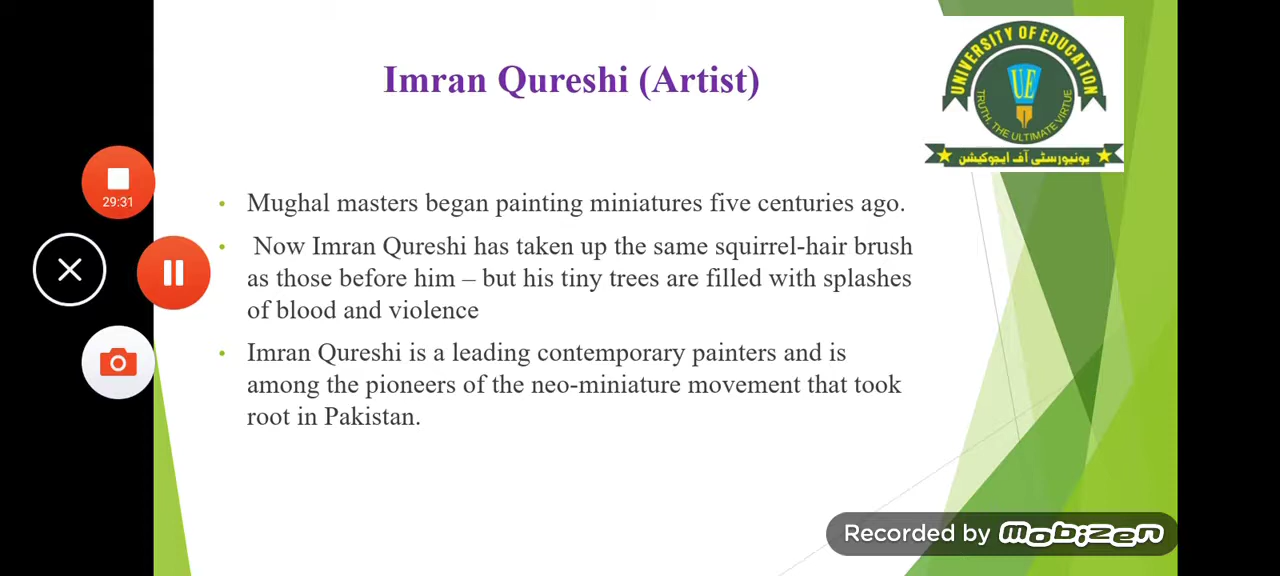 Imran Qureshi (Artist)
UNIVERSITY OF EDUCATION
UE
TRUTH, THE ULTIMATE VIRTUE
یونیورسٹی آف ایجوکیشن
• Mughal masters began painting miniatures five centuries ago.
• Now Imran Qureshi has taken up the same squirrel-hair brush
as those before him – but his tiny trees are filled with splashes
of blood and violence
• Imran Qureshi is a leading contemporary painters and is
among the pioneers of the neo-miniature movement that took
root in Pakistan.
29:31
Recorded by mobizen